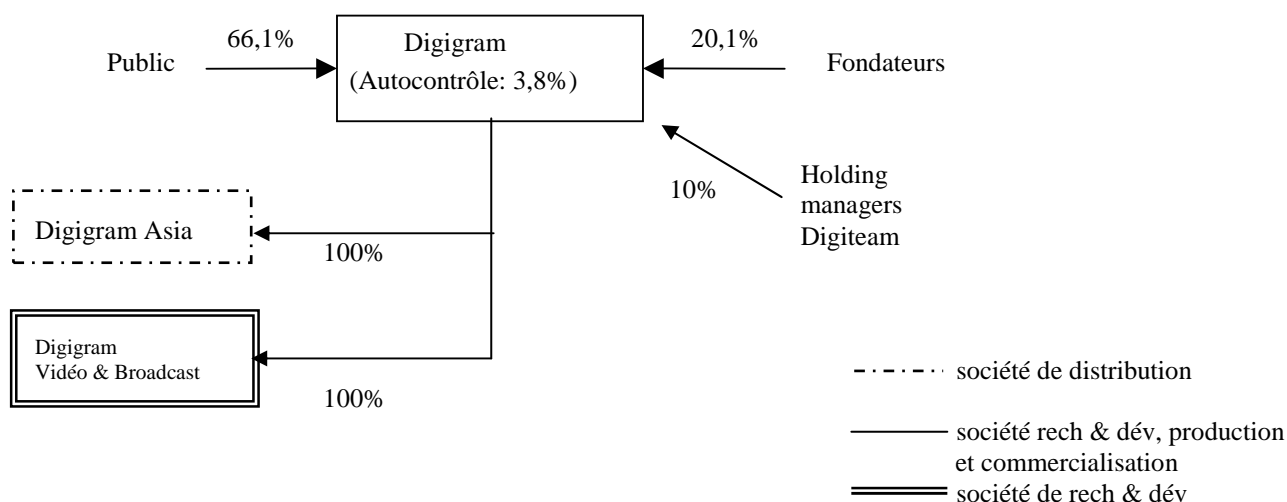 66,1%
Digigram
20,1%
Public
(Autocontrôle: 3,8%)
Fondateurs
Holding
managers
Digiteam
10%
Digigram Asia
100%
Digigram
Vidéo & Broadcast
100%
société de distribution
société rech & dév, production
et commercialisation
société de rech & dév